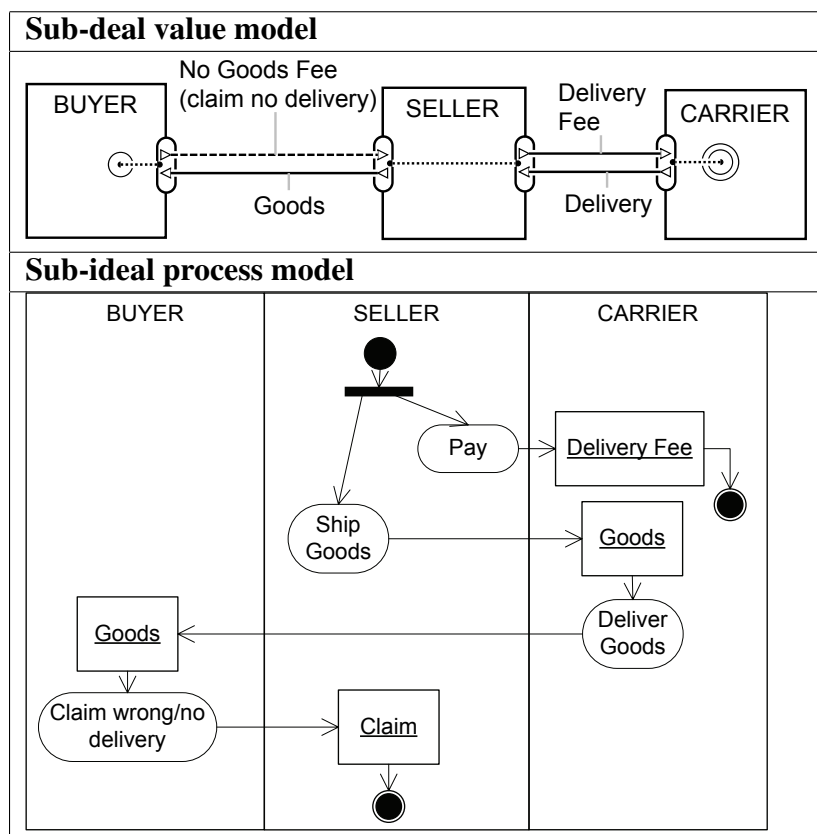 Sub-deal value model
BUYER
No Goods Fee
(claim no delivery)
Goods
SELLER
Delivery
Fee
Delivery
CARRIER
Sub-ideal process model
BUYER
SELLER
CARRIER
Pay
Delivery Fee
Ship
Goods
Goods
Deliver
Goods
Goods
Claim wrong/no
delivery
Claim